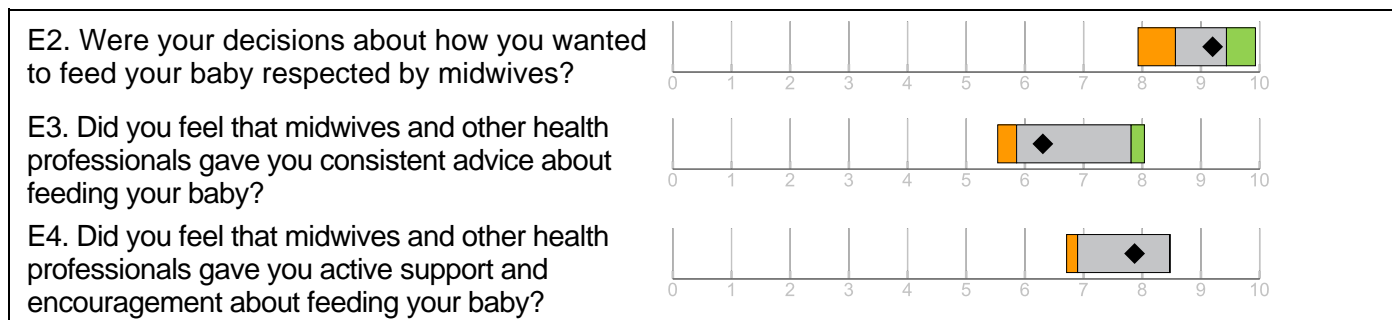 E2. Were your decisions about how you wanted
to feed your baby respected by midwives?
0 1 2 3 4 5 6 7 8 9 10
E3. Did you feel that midwives and other health
professionals gave you consistent advice about
feeding your baby?
0 1 2 3 4 5 6 7 8 9 10
E4. Did you feel that midwives and other health
professionals gave you active support and
encouragement about feeding your baby?
0 1 2 3 4 5 6 7 8 9 10